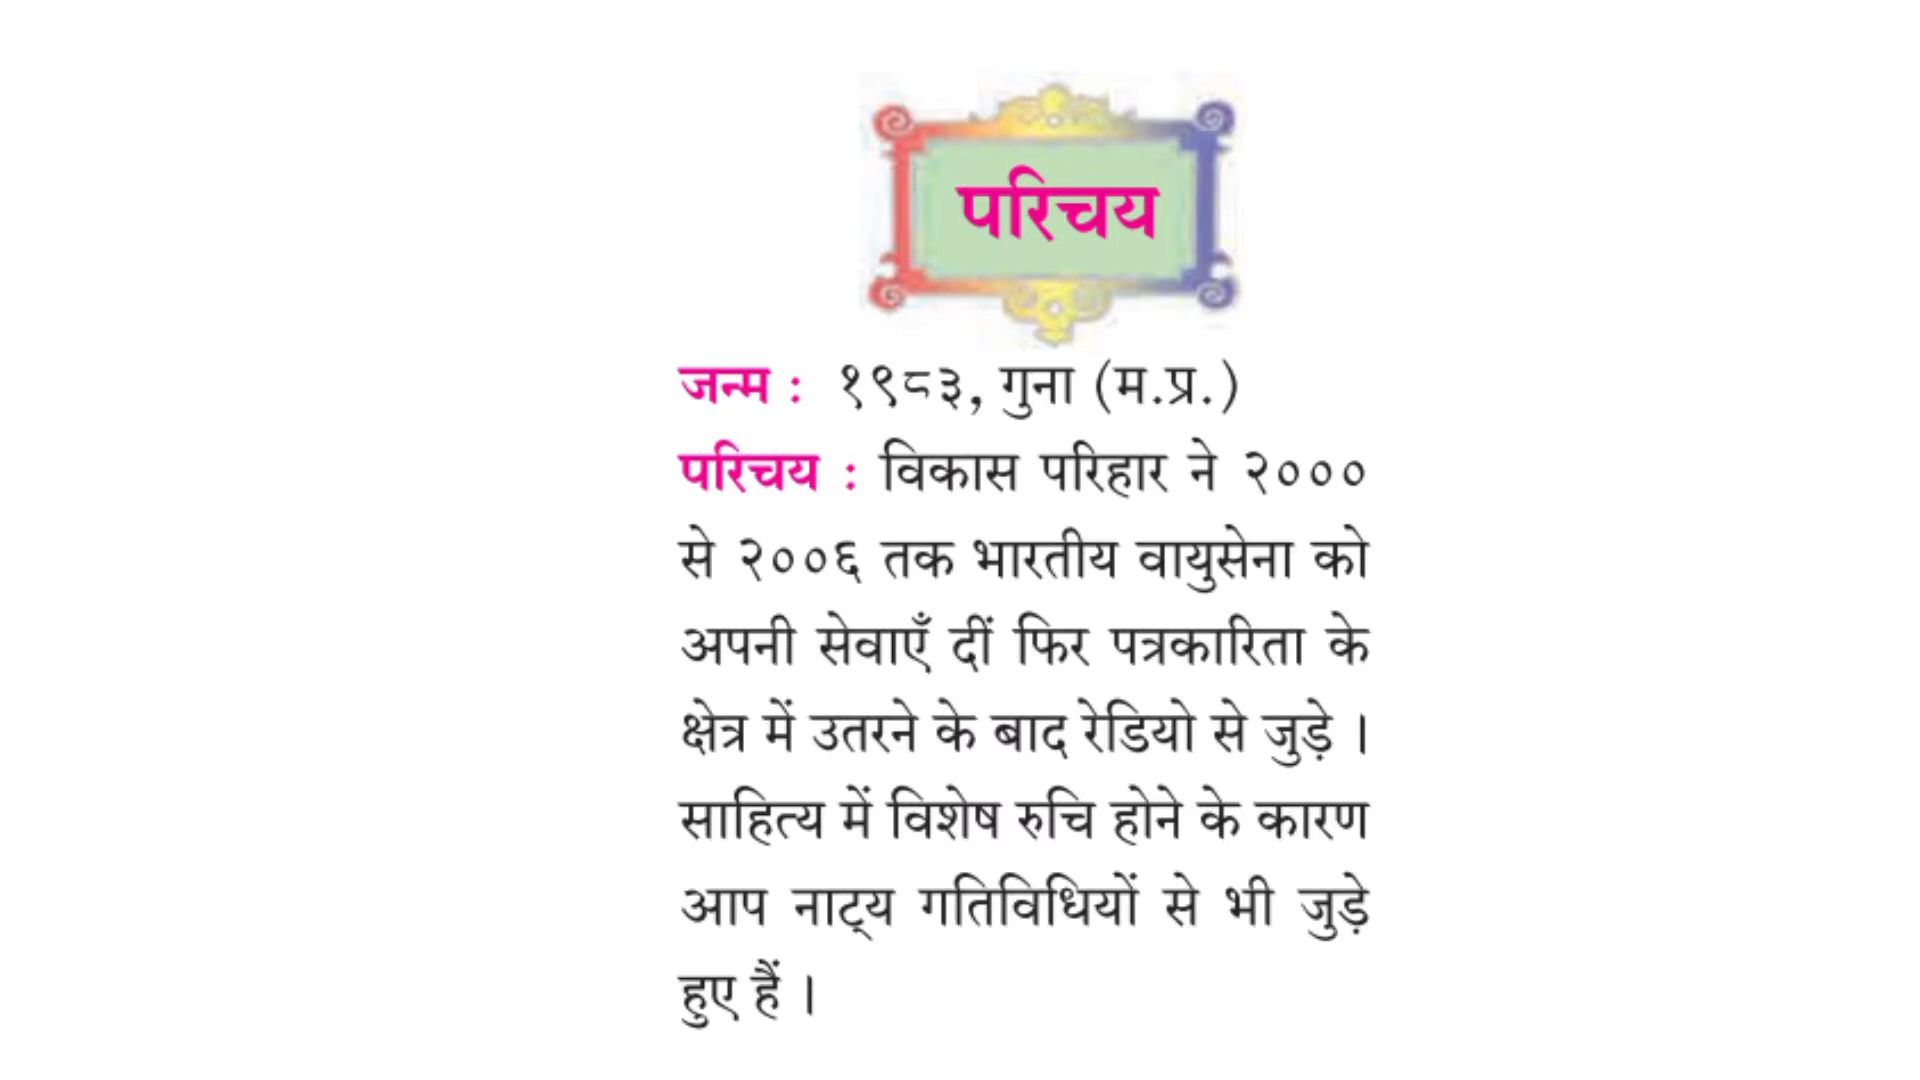 परिचय
जन्म : १९८३, गुना (म.प्र.)
परिचय : विकास परिहार ने २०००
से २००६ तक भारतीय वायुसेना को
अपनी सेवाएँ दीं फिर पत्रकारिता के
क्षेत्र में उतरने के बाद रेडियो से जुड़े ।
साहित्य में विशेष रुचि होने के कारण
आप नाट्‌य गतिविधियों से भी जुड़े
हुए हैं ।